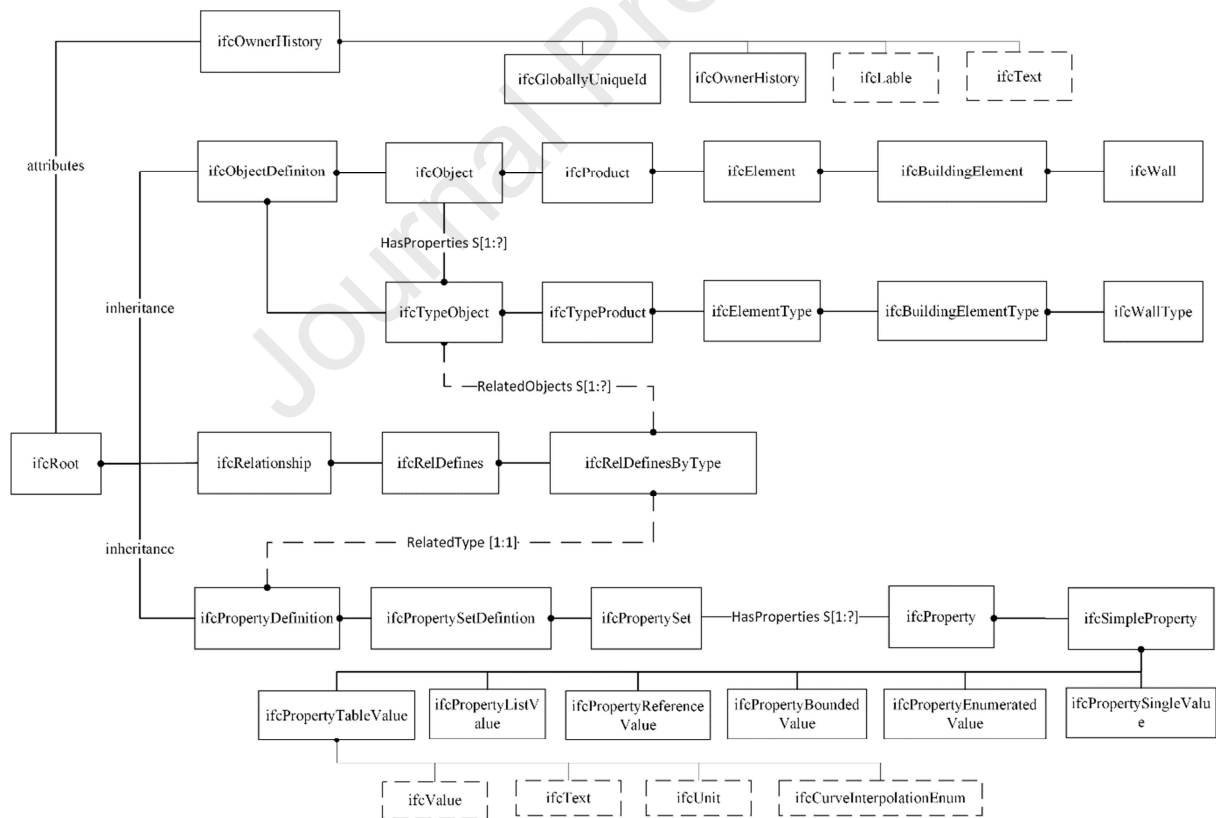 ifcOwnerHistory
ifcGloballyUniqueId
ifcOwnerHistory
ifcLable
ifcText
attributes
ifcObjectDefiniton
ifcObject
ifcProduct
ifcElement
ifcBuildingElement
ifcWall
HasProperties S[1:?]
inheritance
ifcTypeObject
ifcTypeProduct
ifcElementType
ifcBuildingElementType
ifcWallType
RelatedObjects S[1:?]
ifcRoot
ifcRelationship
ifcRelDefines
ifcRelDefinesByType
inheritance
RelatedType [1:1]
ifcPropertyDefinition
ifcPropertySetDefintion
ifcPropertySet
HasProperties S[1:?]
ifcProperty
ifcSimpleProperty
ifcPropertyTableValue
ifcPropertyListV
alue
ifcPropertyReference
Value
ifcPropertyBounded
Value
ifcPropertyEnumerated
Value
ifcPropertySingleValu
e
ifcValue
ifcText
ifcUnit
ifcCurveInterpolationEnum
Journal Pre